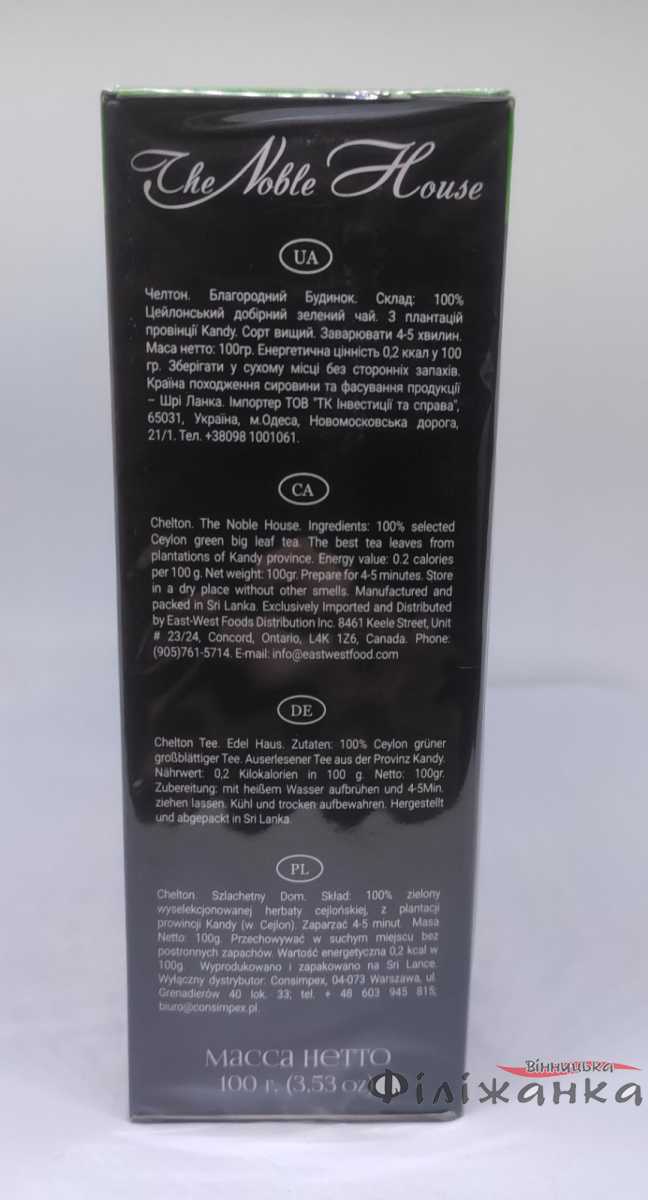 The Noble House
UA
Челтон. Благородний Будинок. Склад: 100%
Цейлонський добірний зелений чай. З плантацій
провінції Kandy. Сорт вищий. Заварювати 4-5 хвилин.
Маса нетто: 100гр. Енергетична цінність 0,2 ккал у 100
гр. Зберігати у сухому місці без сторонніх запахів.
Країна походження сировини та фасування продукції
– Шрі Ланка. Імпортер ТОВ "ТК Інвестиції та справа",
65031, Україна, м.Одеса, Новомосковська дорога,
21/1. Тел. +38098 1001061.
CA
Chelton. The Noble House. Ingredients: 100% selected
Ceylon green big leaf tea. The best tea leaves from
plantations of Kandy province. Energy value: 0.2 calories
per 100 g. Net weight: 100gr. Prepare for 4-5 minutes. Store
in a dry place without other smells. Manufactured and
packed in Sri Lanka. Exclusively Imported and Distributed
by East-West Foods Distribution Inc. 8461 Keele Street, Unit
# 23/24, Concord, Ontario, L4K 1Z6, Canada. Phone:
(905)761-5714. E-mail: info@eastwestfood.com
DE
Chelton Tee. Edel Haus. Zutaten: 100% Ceylon grüner
großblättiger Tee. Auserlesener Tee aus der Provinz Kandy.
Nährwert: 0,2 Kilokalorien in 100 g. Netto: 100gr.
Zubereitung: mit heißem Wasser aufbrühen und 4-5Min.
ziehen lassen. Kühl und trocken aufbewahren. Hergestellt
und abgepackt in Sri Lanka.
PL
Chelton. Szlachetny Dom. Skład: 100% zielony
wyselekcjonowanej herbaty cejlońskiej, z plantacji
prowincji Kandy (w. Cejlon). Zaparzać 4-5 minut. Masa
Netto: 100g. Przechowywać w suchym miejscu bez
postronnych zapachów. Wartość energetyczna 0,2 kcal w
100g. Wyprodukowano i zapakowano na Sri Lance.
Wyłączny dystrybutor: Consimpex, 04-073 Warszawa, ul.
Grenadierów 40 lok. 33; tel. + 48 603 945 815;
biuro@consimpex.pl.
Масса нетто
100 г. (3,53 oz
Вінницька
Філіжанка